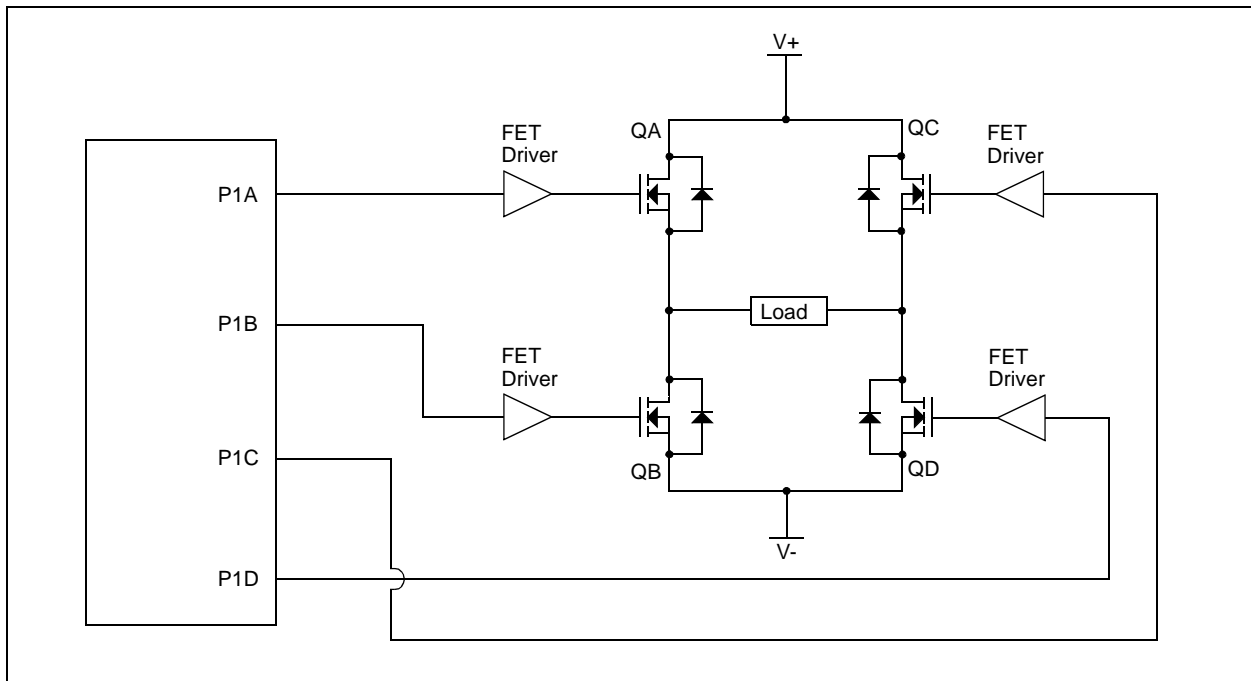 V+
QA
QC
FET
Driver
FET
Driver
P1A
P1B
Load
FET
Driver
FET
Driver
P1C
QB
QD
V-
P1D